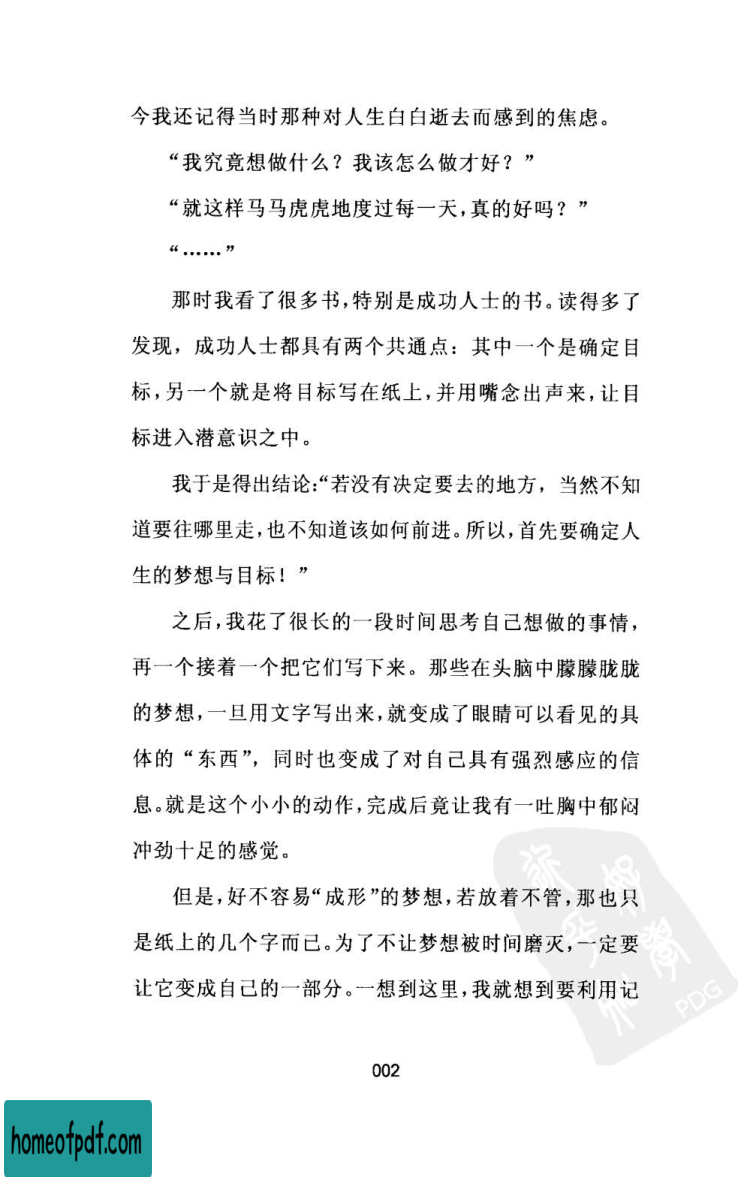 今我还记得当时那种对人生白白逝去而感到的焦虑。
“我究竟想做什么？我该怎么做才好？”
“就这样马马虎虎地度过每一天，真的好吗？”
“……”
那时我看了很多书，特别是成功人士的书。读得多了
发现，成功人士都具有两个共通点：其中一个是确定目
标，另一个就是将目标写在纸上，并用嘴念出声来，让目
标进入潜意识之中。
我于是得出结论：“若没有决定要去的地方，当然不知
道要往哪里走，也不知道该如何前进。所以，首先要确定人
生的梦想与目标！”
之后，我花了很长的一段时间思考自己想做的事情，
再一个接着一个把它们写下来。那些在头脑中朦朦胧胧
的梦想，一旦用文字写出来，就变成了眼睛可以看见的具
体的“东西”，同时也变成了对自己具有强烈感应的信
息。就是这个小小的动作，完成后竟让我有一吐胸中郁闷
冲劲十足的感觉。
但是，好不容易“成形”的梦想，若放着不管，那也只
是纸上的几个字而已。为了不让梦想被时间磨灭，一定要
让它变成自己的一部分。一想到这里，我就想到要利用记
PDG
002
homeofpdf.com